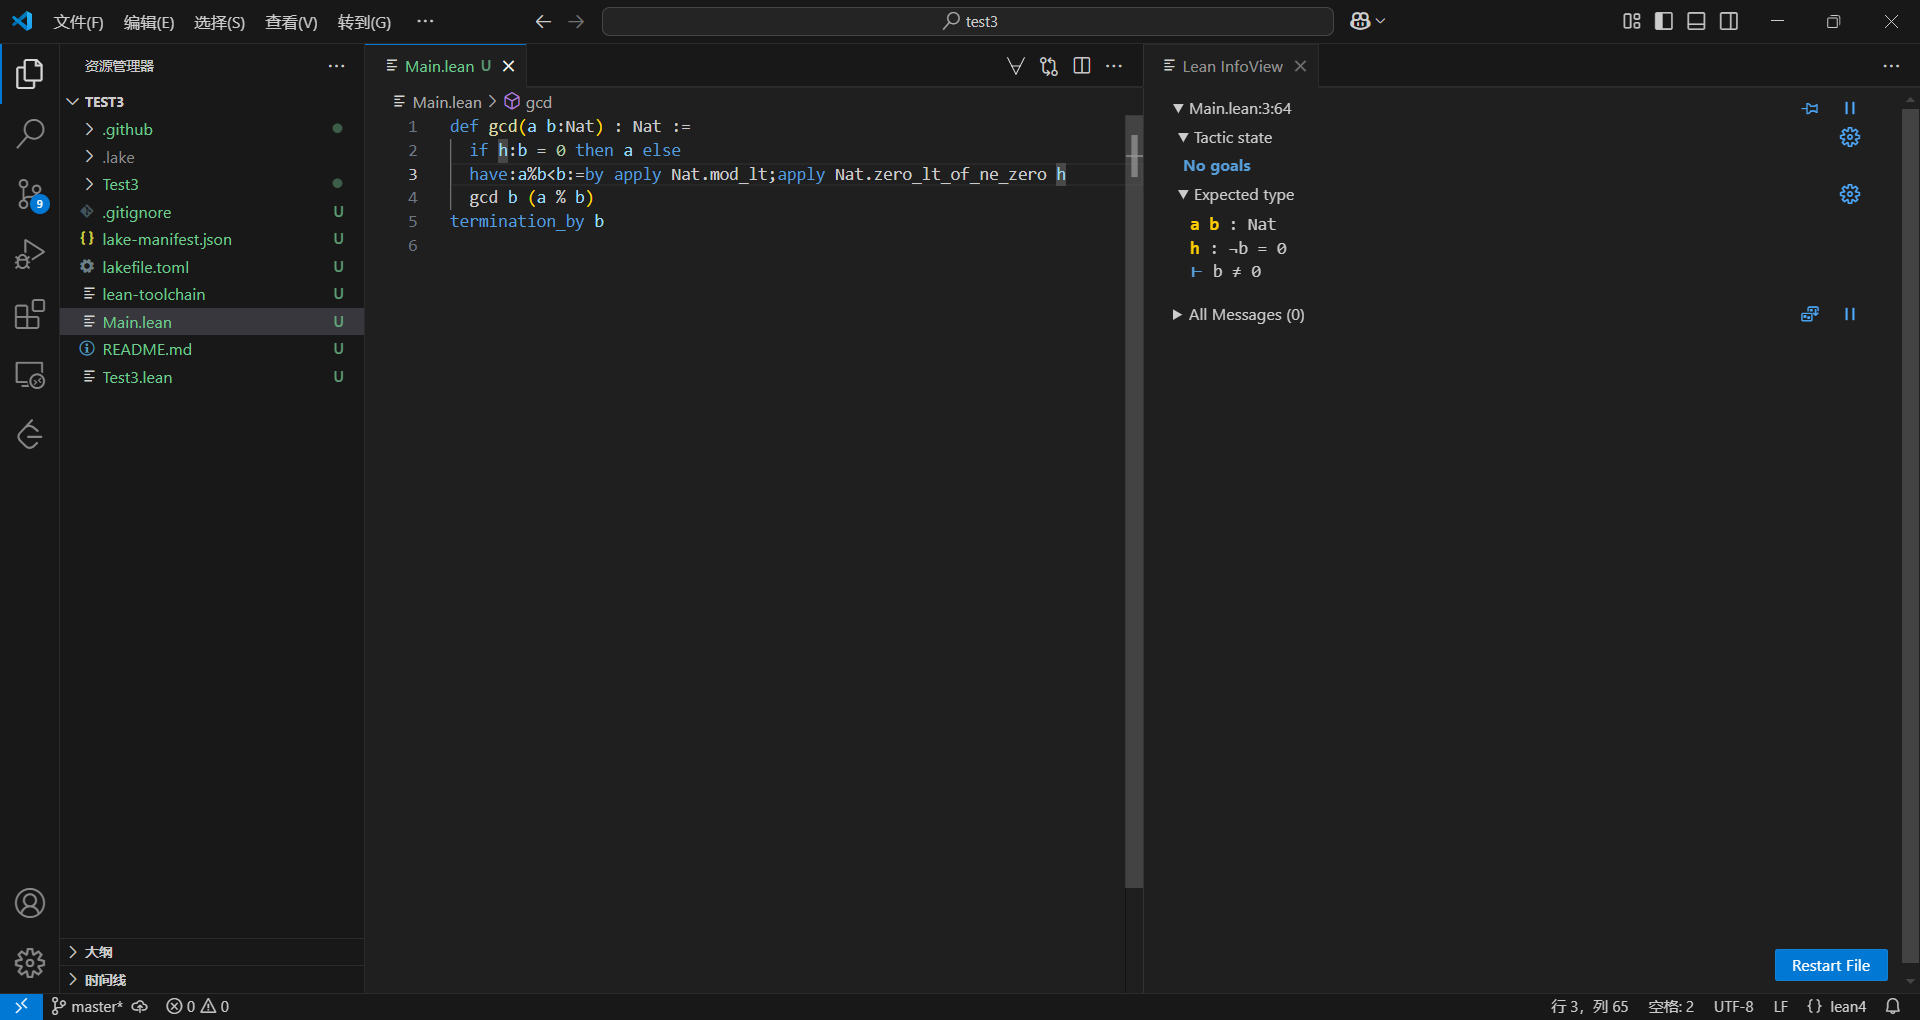 文件(F) 编辑(E) 选择(S) 查看(V) 转到(G) ··· test3
资源管理器 ···
TEST3
.github
.lake
Test3
.gitignore U
lake-manifest.json U
lakefile.toml U
lean-toolchain U
Main.lean U
README.md U
Test3.lean U
9
大纲
时间线
Main.lean U
Main.lean > gcd
1 def gcd(a b:Nat) : Nat :=
2 if h:b = 0 then a else
3 have:a%b<b:=by apply Nat.mod_lt;apply Nat.zero_lt_of_ne_zero h
4 gcd b (a % b)
5 termination_by b
6
Lean InfoView
Main.lean:3:64
Tactic state
No goals
Expected type
a b : Nat
h : ¬b = 0
⊢ b ≠ 0
All Messages (0)
Restart File
master* 0 0 行 3，列 65 空格: 2 UTF-8 LF {} lean4